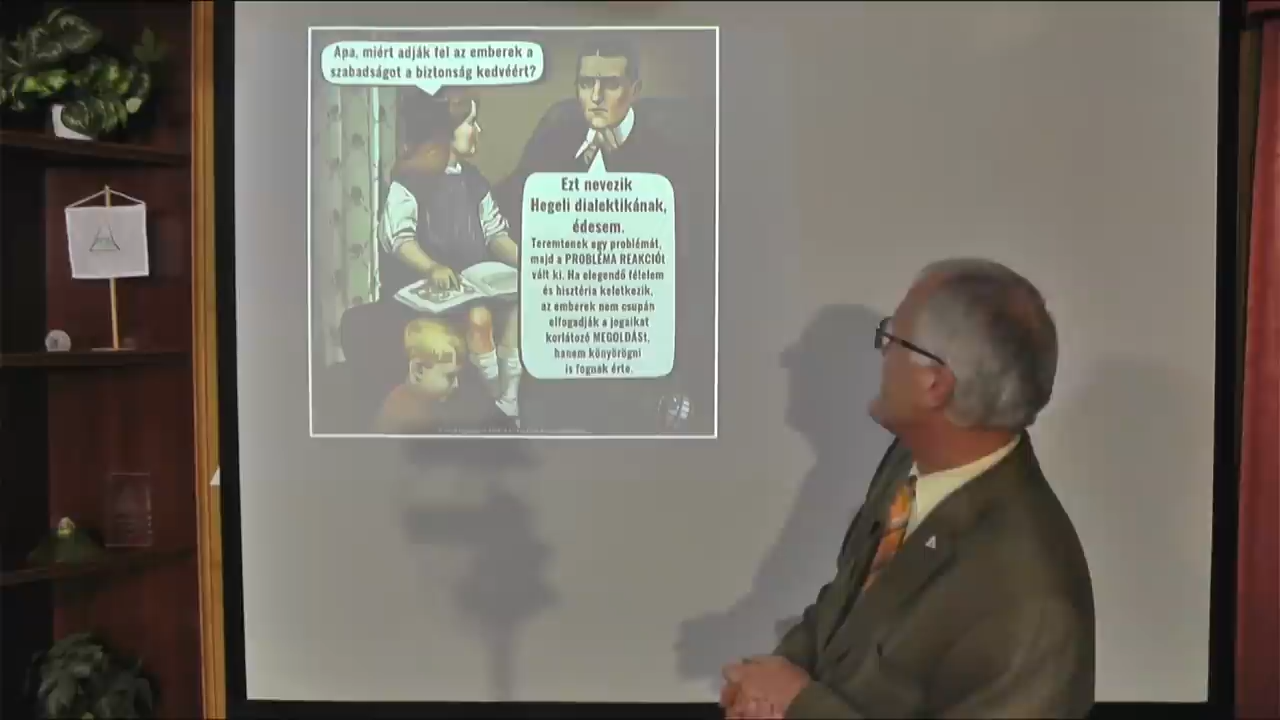 Apa, miért adják fel az emberek a
szabadságot a biztonság kedvéért?
Ezt nevezik
Hegeli dialektikának,
édesem.
Teremtenek egy problémát,
majd a PROBLÉMA REAKCIÓt
vált ki. Ha elegendő félelem
és hisztéria keletkezik,
az emberek nem csupán
elfogadják a jogaikat
korlátozó MEGOLDÁSt,
hanem könyörögni
is fognak érte.